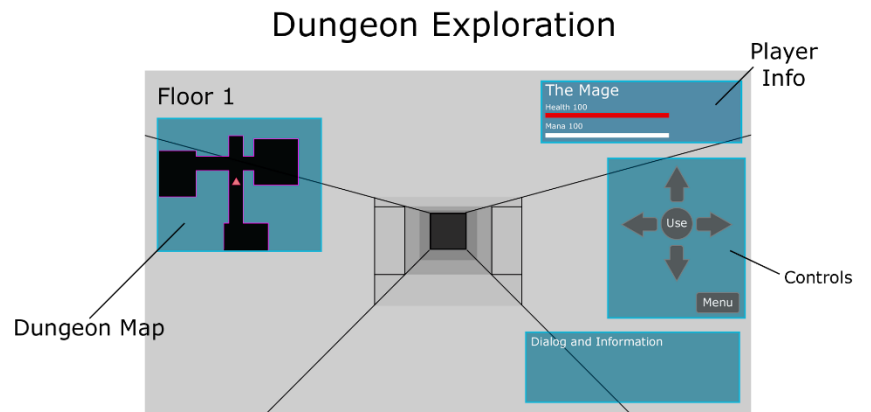 Dungeon Exploration
Player
Info
Floor 1
The Mage
Health 100
Mana 100
Use
Controls
Menu
Dungeon Map
Dialog and Information